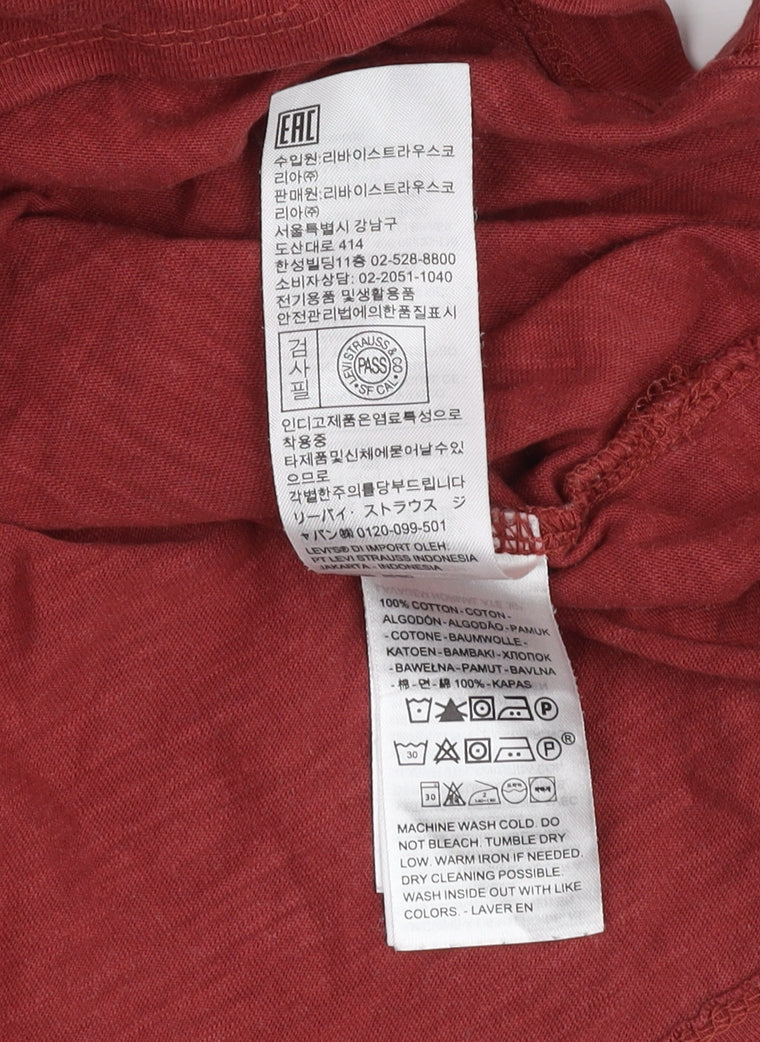 EAC
수입원:리바이스트라우스코
리아㈜
판매원:리바이스트라우스코
리아㈜
서울특별시 강남구
도산대로 414
한성빌딩11층 02-528-8800
소비자상담: 02-2051-1040
전기용품 및생활용품
안전관리법에의한품질표시
검사필
LEVI STRAUSS & CO
PASS
SF CAL
인디고제품은염료특성으로
착용중
타제품및신체에묻어날수있
으므로
각별한주의를당부드립니다
リーバイ・ストラウス ジ
ャパン㈱ 0120-099-501
LEVI'S® DI IMPORT OLEH:
PT LEVI STRAUSS INDONESIA
JAKARTA - INDONESIA
100% COTTON - COTON -
ALGODÓN - ALGODÃO - PAMUK
- COTONE - BAUMWOLLE -
KATOEN - BAMBAKI - ХЛОПОК
- BAWEŁNA - PAMUT - BAVLNA
- 棉 - 면 - 綿 100% - KAPAS
P
30 P ®
30
MACHINE WASH COLD. DO
NOT BLEACH. TUMBLE DRY
LOW. WARM IRON IF NEEDED.
DRY CLEANING POSSIBLE.
WASH INSIDE OUT WITH LIKE
COLORS. - LAVER EN